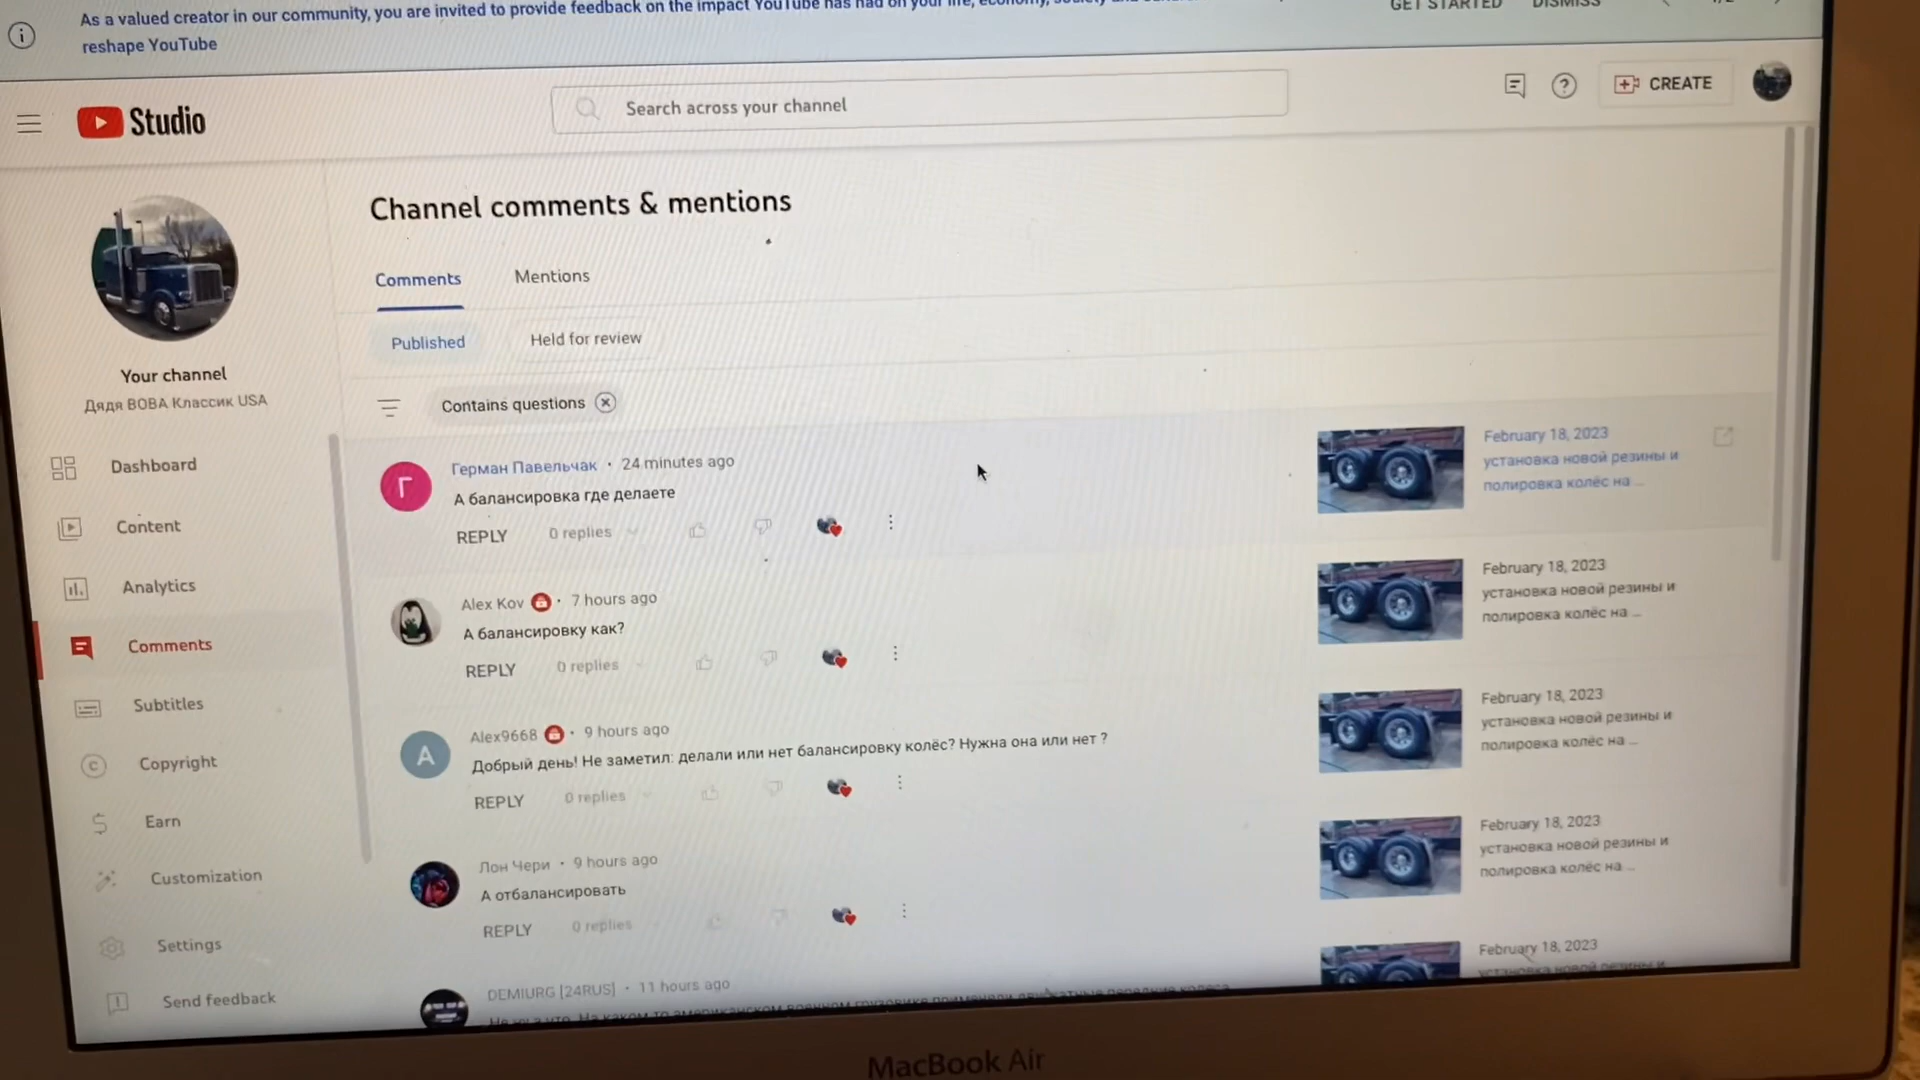 As a valued creator in our community, you are invited to provide feedback on the impact YouTube has had on your life, economy, society
reshape YouTube
GET STARTED DISMISS
Studio
Search across your channel
CREATE
Channel comments & mentions
Comments Mentions
Published Held for review
Contains questions
Your channel
Дядя ВОВА Классик USA
Dashboard
Content
Analytics
Comments
Subtitles
Copyright
Earn
Customization
Settings
Send feedback
Герман Павельчак · 24 minutes ago
А балансировка где делаете
REPLY 0 replies
February 18, 2023
установка новой резины и
полировка колёс на ...
Alex Kov · 7 hours ago
А балансировку как?
REPLY 0 replies
February 18, 2023
установка новой резины и
полировка колёс на ...
Alex9668 · 9 hours ago
Добрый день! Не заметил: делали или нет балансировку колёс? Нужна она или нет ?
REPLY 0 replies
February 18, 2023
установка новой резины и
полировка колёс на ...
Лон Чери · 9 hours ago
А отбалансировать
REPLY 0 replies
February 18, 2023
установка новой резины и
полировка колёс на ...
DEMIURG [24RUS] · 11 hours ago
February 18, 2023
установка новой резины и
MacBook Air